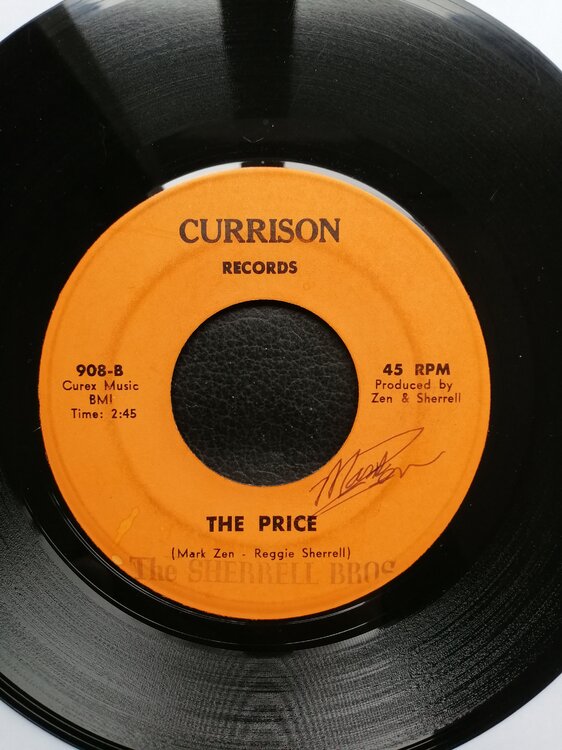 CURRISON
RECORDS
908-B
Curex Music
BMI
Time: 2:45
45 RPM
Produced by
Zen & Sherrell
THE PRICE
(Mark Zen - Reggie Sherrell)
The SHERRELL BROS